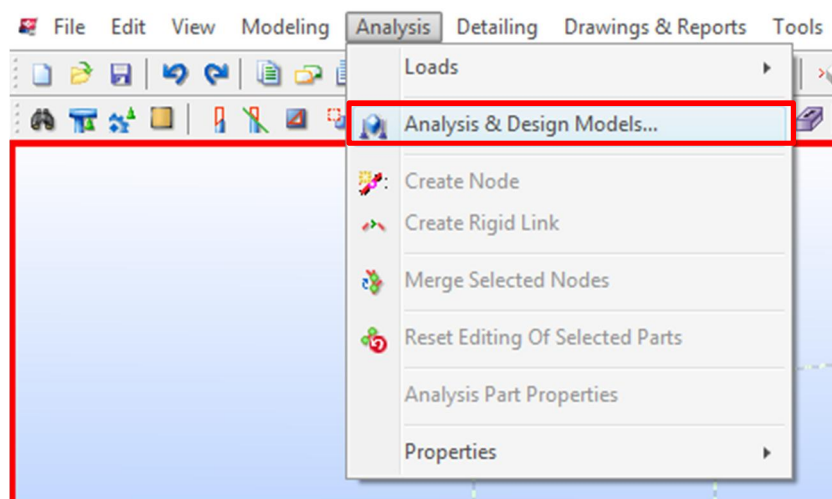 File Edit View Modeling Analysis Detailing Drawings & Reports Tools
Loads
Analysis & Design Models...
Create Node
Create Rigid Link
Merge Selected Nodes
Reset Editing Of Selected Parts
Analysis Part Properties
Properties